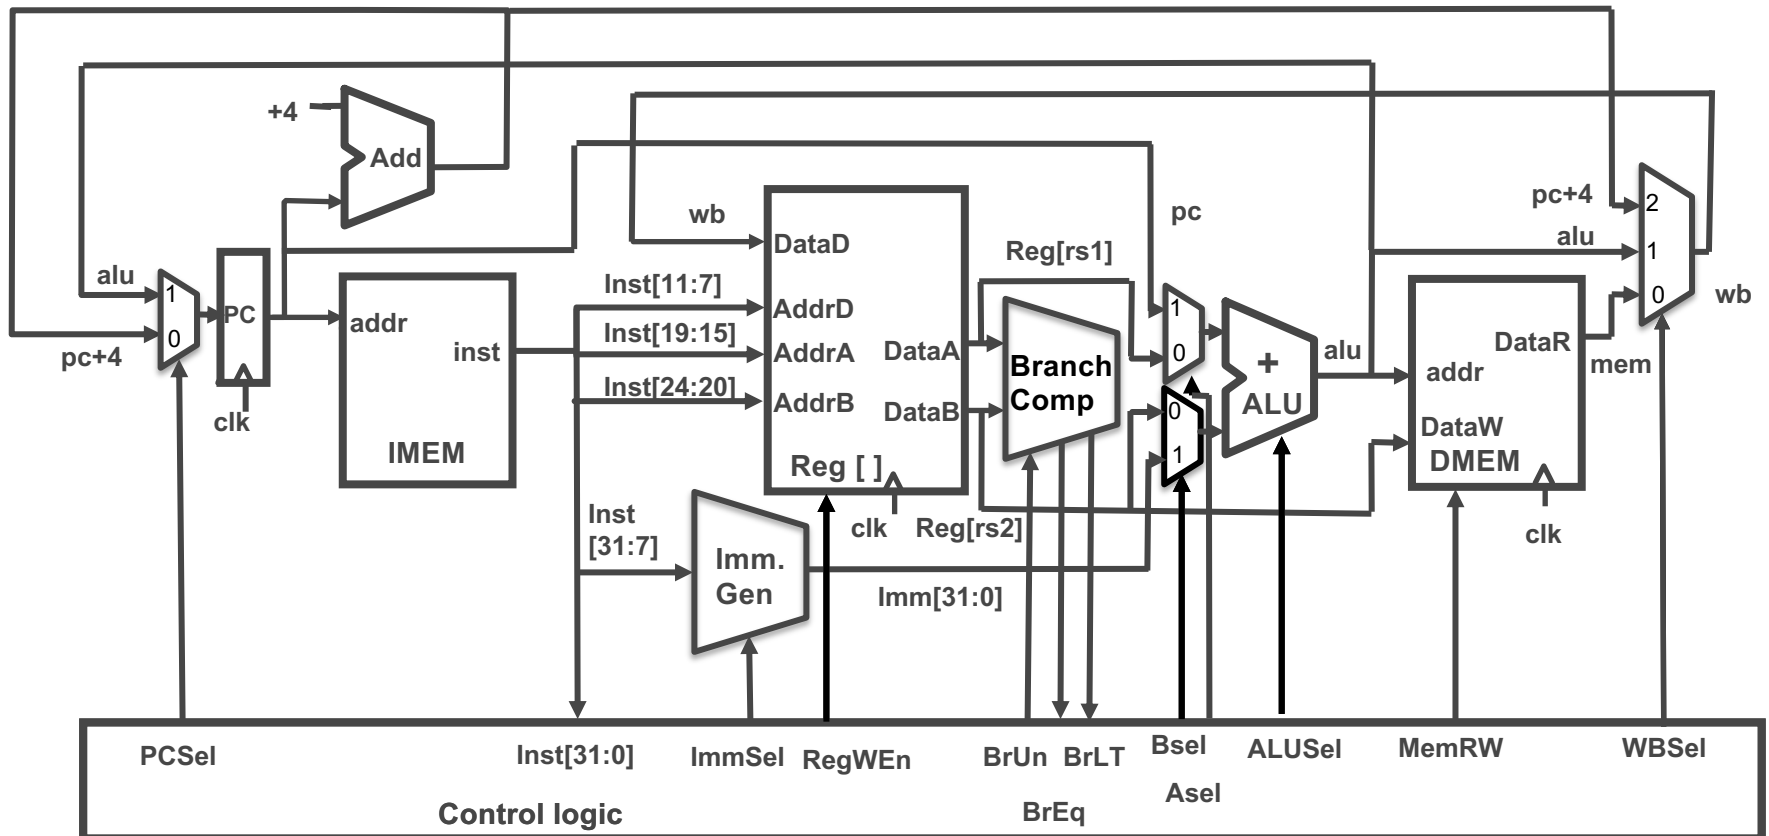 +4
Add
pc+4
alu
wb
pc
Reg[rs1]
2
alu
1
0
wb
alu
1
0
pc+4
PC
clk
addr
inst
IMEM
Inst[11:7]
Inst[19:15]
Inst[24:20]
DataD
AddrD
AddrA
AddrB
DataA
DataB
Reg [ ]
clk
Reg[rs2]
Branch
Comp
1
0
0
1
+
ALU
alu
addr
DataR
DataW
DMEM
mem
clk
Inst
[31:7]
Imm.
Gen
Imm[31:0]
PCSel
Inst[31:0]
ImmSel
RegWEn
BrUn
BrLT
Bsel
ALUSel
MemRW
WBSel
Asel
Control logic
BrEq